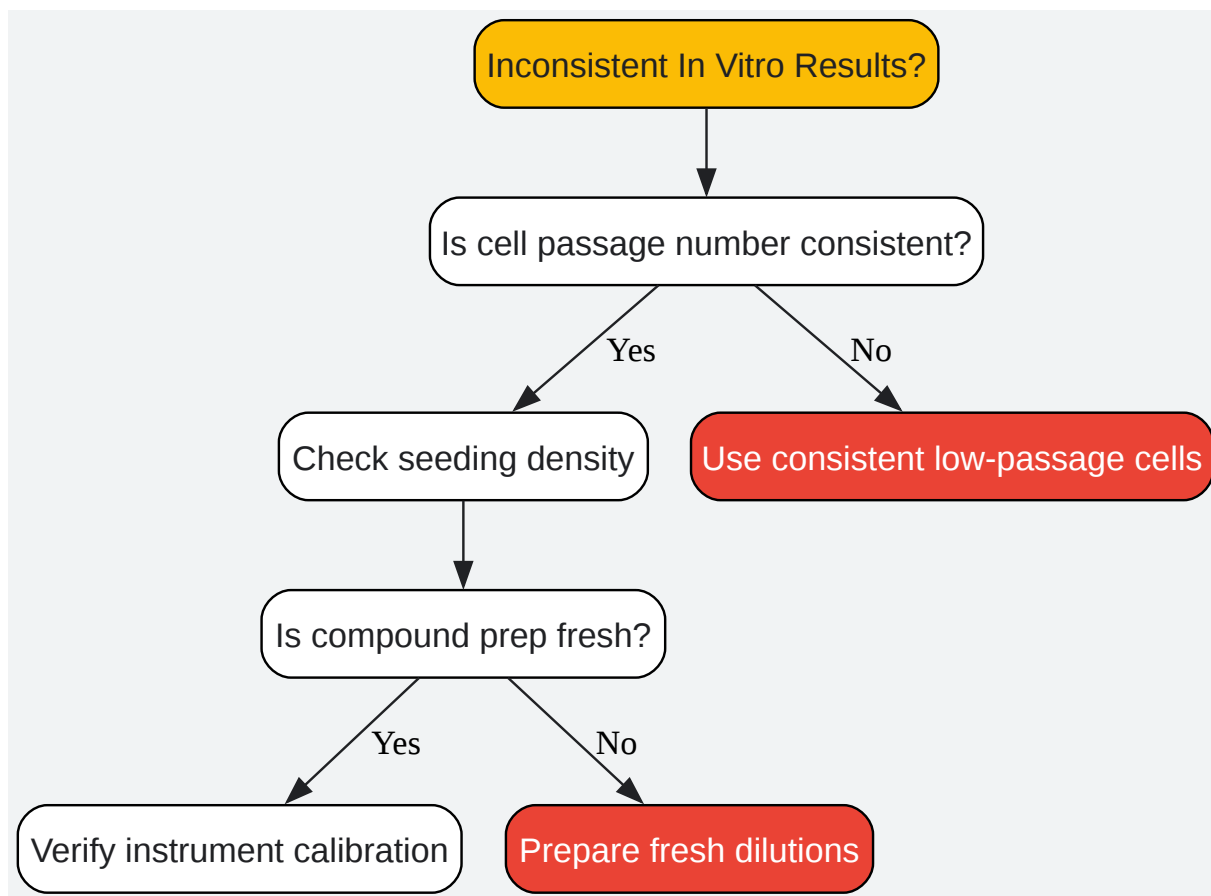 Inconsistent In Vitro Results?
Is cell passage number consistent?
Yes
No
Check seeding density
Use consistent low-passage cells
Is compound prep fresh?
Yes
No
Verify instrument calibration
Prepare fresh dilutions